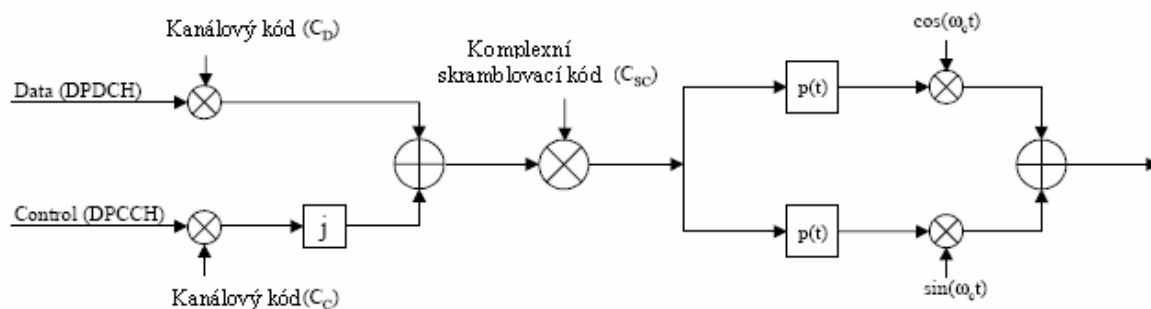 Kanálový kód (C_D)
Data (DPDCH)
Control (DPCCH)
j
Kanálový kód(C_C)
Komplexní
skramblovací kód (C_SC)
p(t)
cos(ω_c t)
p(t)
sin(ω_c t)